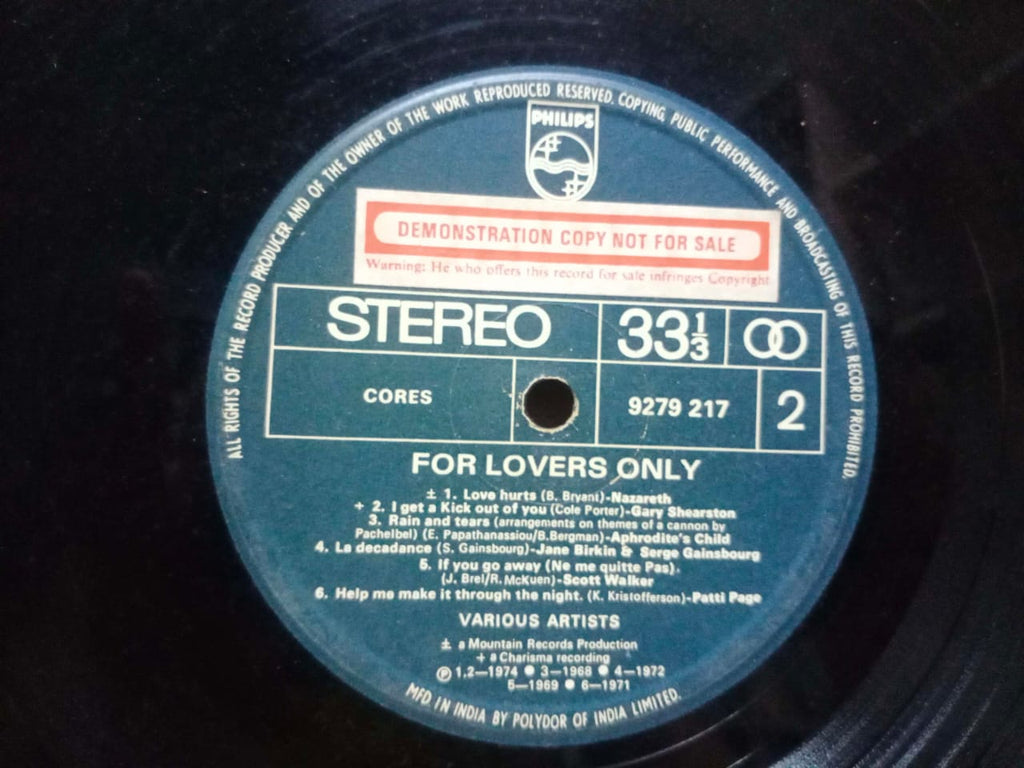 ALL RIGHTS OF THE RECORD PRODUCER AND OF THE OWNER OF THE WORK REPRODUCED RESERVED. COPYING, PUBLIC PERFORMANCE AND BROADCASTING OF THIS RECORD PROHIBITED.
PHILIPS
DEMONSTRATION COPY NOT FOR SALE
Warning: He who offers this record for sale infringes Copyright
STEREO 33⅓
CORES 9279 217 2
FOR LOVERS ONLY
± 1. Love hurts (B. Bryant)-Nazareth
+ 2. I get a Kick out of you (Cole Porter)-Gary Shearston
3. Rain and tears (arrangements on themes of a cannon by
Pachelbel) (E. Papathanassiou/B.Bergman)-Aphrodite's Child
4. La decadance (S. Gainsbourg)-Jane Birkin & Serge Gainsbourg
5. If you go away (Ne me quitte Pas).
(J. Brel/R. McKuen)-Scott Walker
6. Help me make it through the night. (K. Kristofferson)-Patti Page
VARIOUS ARTISTS
± a Mountain Records Production
+ a Charisma recording
℗ 1,2—1974 ● 3—1968 ● 4—1972
5—1969 ● 6—1971
MFD. IN INDIA BY POLYDOR OF INDIA LIMITED.